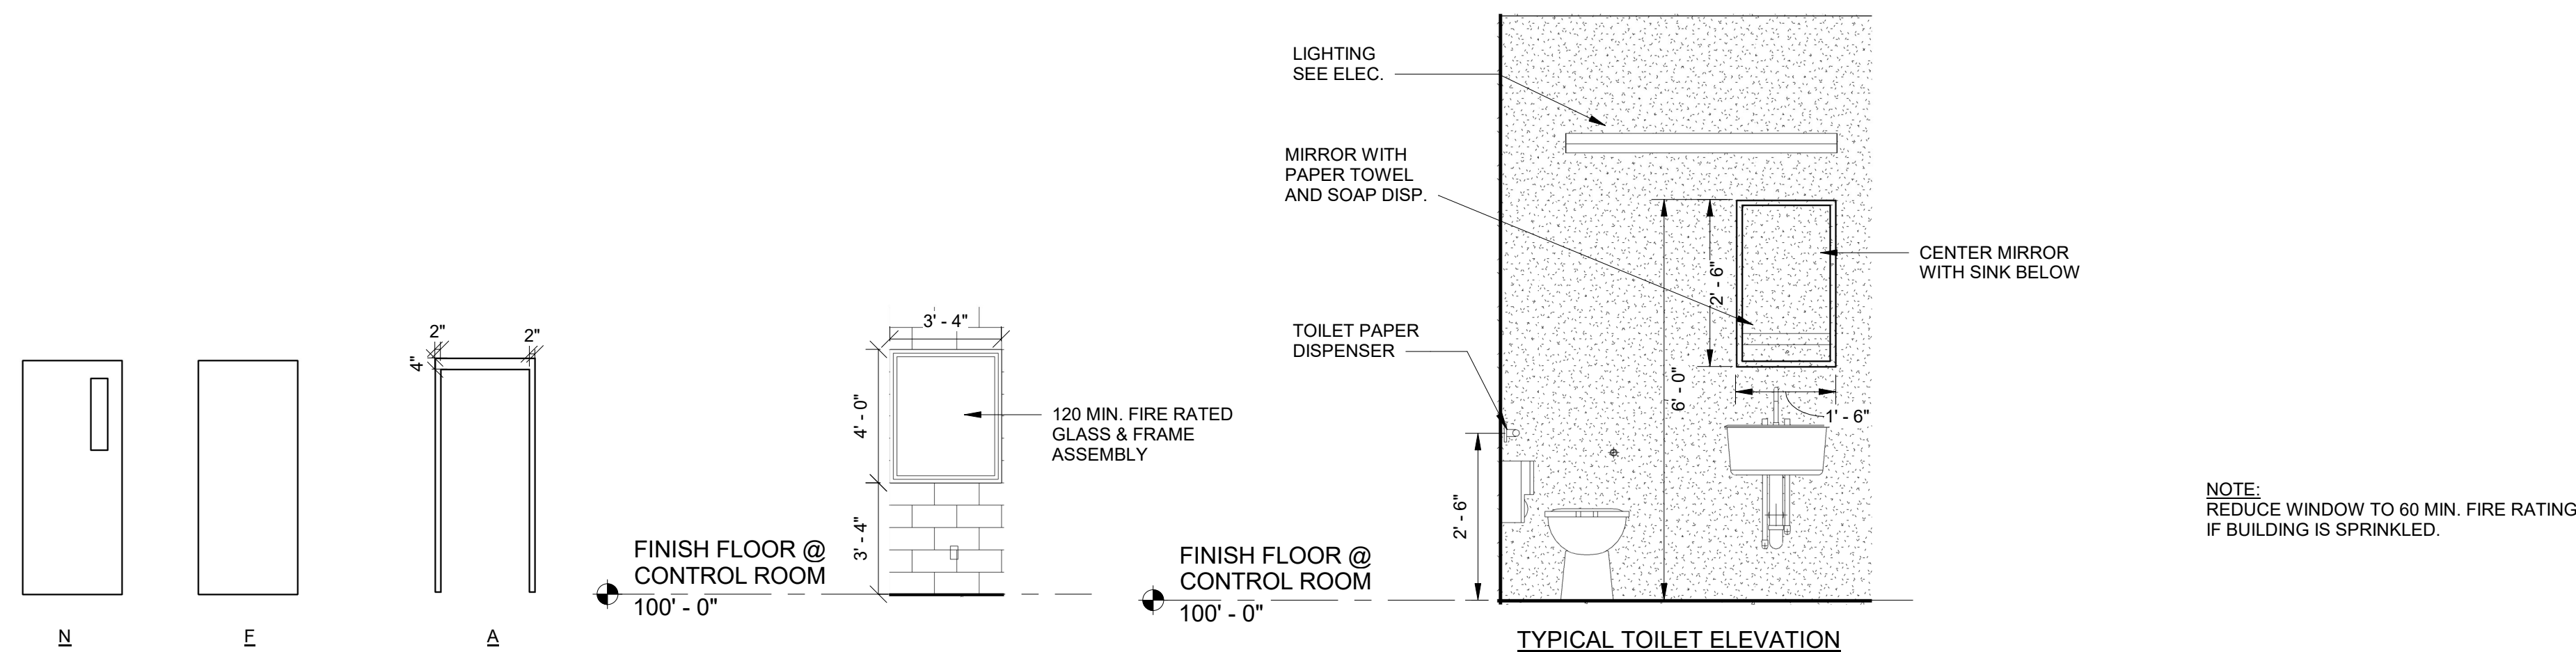 N
F
2"
2"
4"
A
FINISH FLOOR @
CONTROL ROOM
100' - 0"
3' - 4"
4' - 0"
3' - 4"
120 MIN. FIRE RATED
GLASS & FRAME
ASSEMBLY
FINISH FLOOR @
CONTROL ROOM
100' - 0"
LIGHTING
SEE ELEC.
MIRROR WITH
PAPER TOWEL
AND SOAP DISP.
TOILET PAPER
DISPENSER
2' - 6"
6' - 0"
2' - 6"
1' - 6"
CENTER MIRROR
WITH SINK BELOW
TYPICAL TOILET ELEVATION
NOTE:
REDUCE WINDOW TO 60 MIN. FIRE RATING
IF BUILDING IS SPRINKLED.